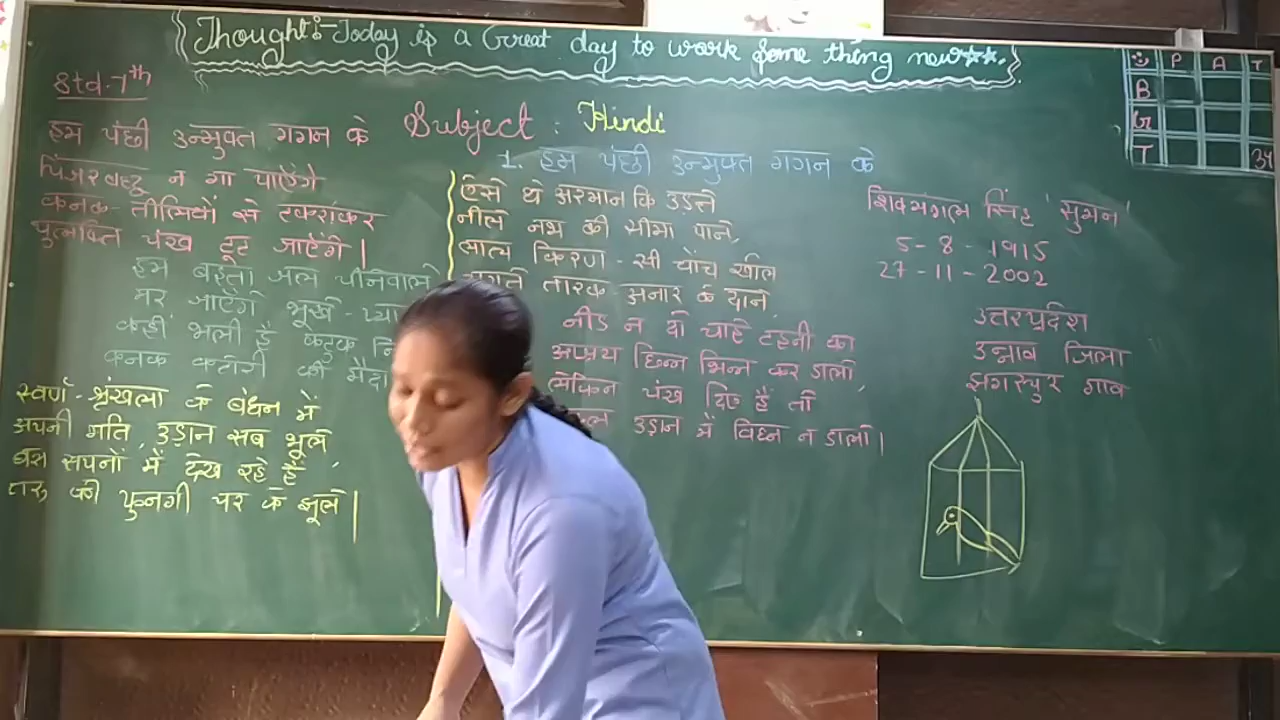 Thought:- Today is a Great day to work some thing new**.
Std. 7th
Subject : Hindi
P A T
B
G
T 34
1. हम पंछी उन्मुक्त गगन के
हम पंछी उन्मुक्त गगन के
पिंजरबद्ध न गा पाएँगे
कनक-तीलियों से टकराकर
पुलकित पंख टूट जाएँगे।
हम बहता जल पीनेवाले
मर जाएँगे भूखे-प्या
कहीं भली है कटुक
कनक कटोरी की मैदा
स्वर्ण-श्रृंखला के बंधन में
अपनी गति, उड़ान सब भूले
बस सपनों में देख रहे हैं
तरु की फुनगी पर के झूले।
ऐसे थे अरमान कि उड़ते
नीले नभ की सीमा पाने,
लाल किरण-सी चोंच खोल
तारक-अनार के दाने
नीड न दो चाहे टहनी का
आश्रय छिन्न भिन्न कर डालो,
लेकिन पंख दिए हैं तो
उड़ान में विघ्न न डालो।
शिवमंगल सिंह 'सुमन'
5-8-1915
27-11-2002
उत्तरप्रदेश
उन्नाव जिला
झगरपुर गाव